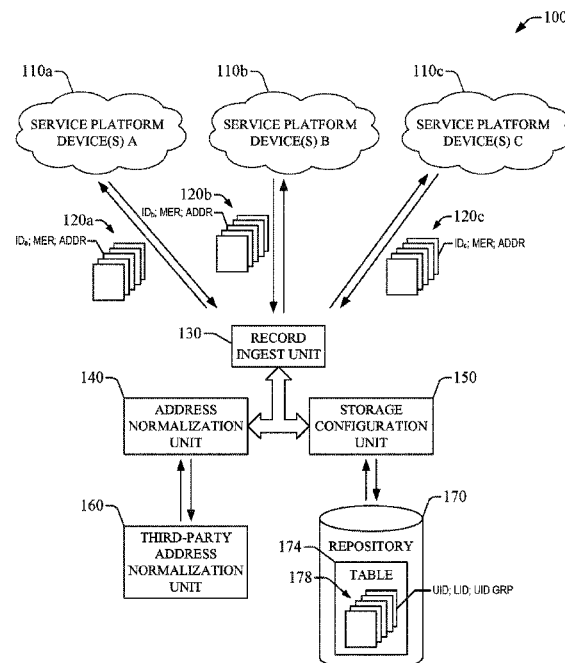 100
110a
110b
110c
SERVICE PLATFORM
DEVICE(S) A
SERVICE PLATFORM
DEVICE(S) B
SERVICE PLATFORM
DEVICE(S) C
120a
IDa; MER; ADDR
120b
IDb; MER; ADDR
120c
IDc; MER; ADDR
130
RECORD
INGEST UNIT
140
ADDRESS
NORMALIZATION
UNIT
150
STORAGE
CONFIGURATION
UNIT
160
THIRD-PARTY
ADDRESS
NORMALIZATION
UNIT
170
REPOSITORY
174
TABLE
178
UID; LID; UID GRP